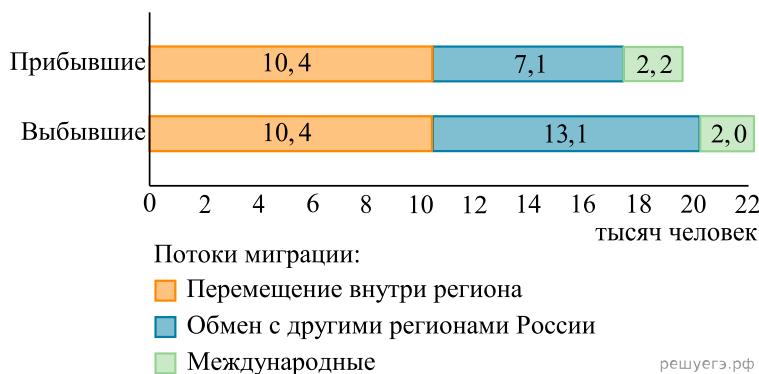 Прибывшие 10,4 7,1 2,2
Выбывшие 10,4 13,1 2,0
0 2 4 6 8 10 12 14 16 18 20 22
тысяч человек
Потоки миграции:
Перемещение внутри региона
Обмен с другими регионами России
Международные
решуегэ.рф